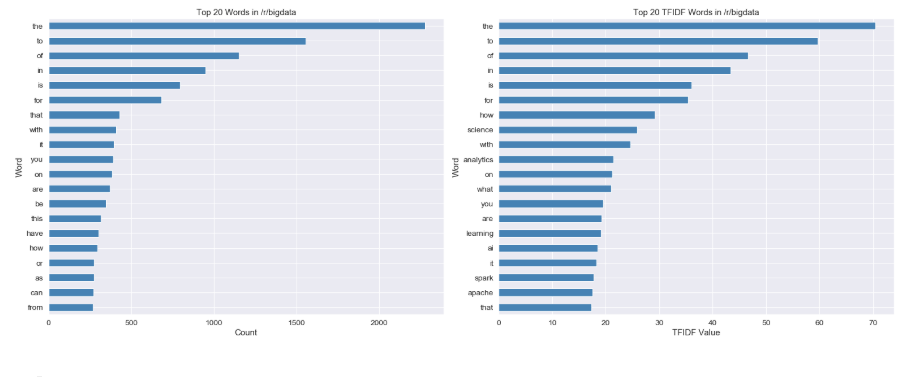 Top 20 Words in /r/bigdata
the
to
of
in
is
for
that
with
it
you
on
are
be
this
have
how
or
as
can
from
Word
0 500 1000 1500 2000
Count
Top 20 TFIDF Words in /r/bigdata
the
to
of
in
is
for
how
science
with
analytics
on
what
you
are
learning
ai
it
spark
apache
that
Word
0 10 20 30 40 50 60 70
TFIDF Value